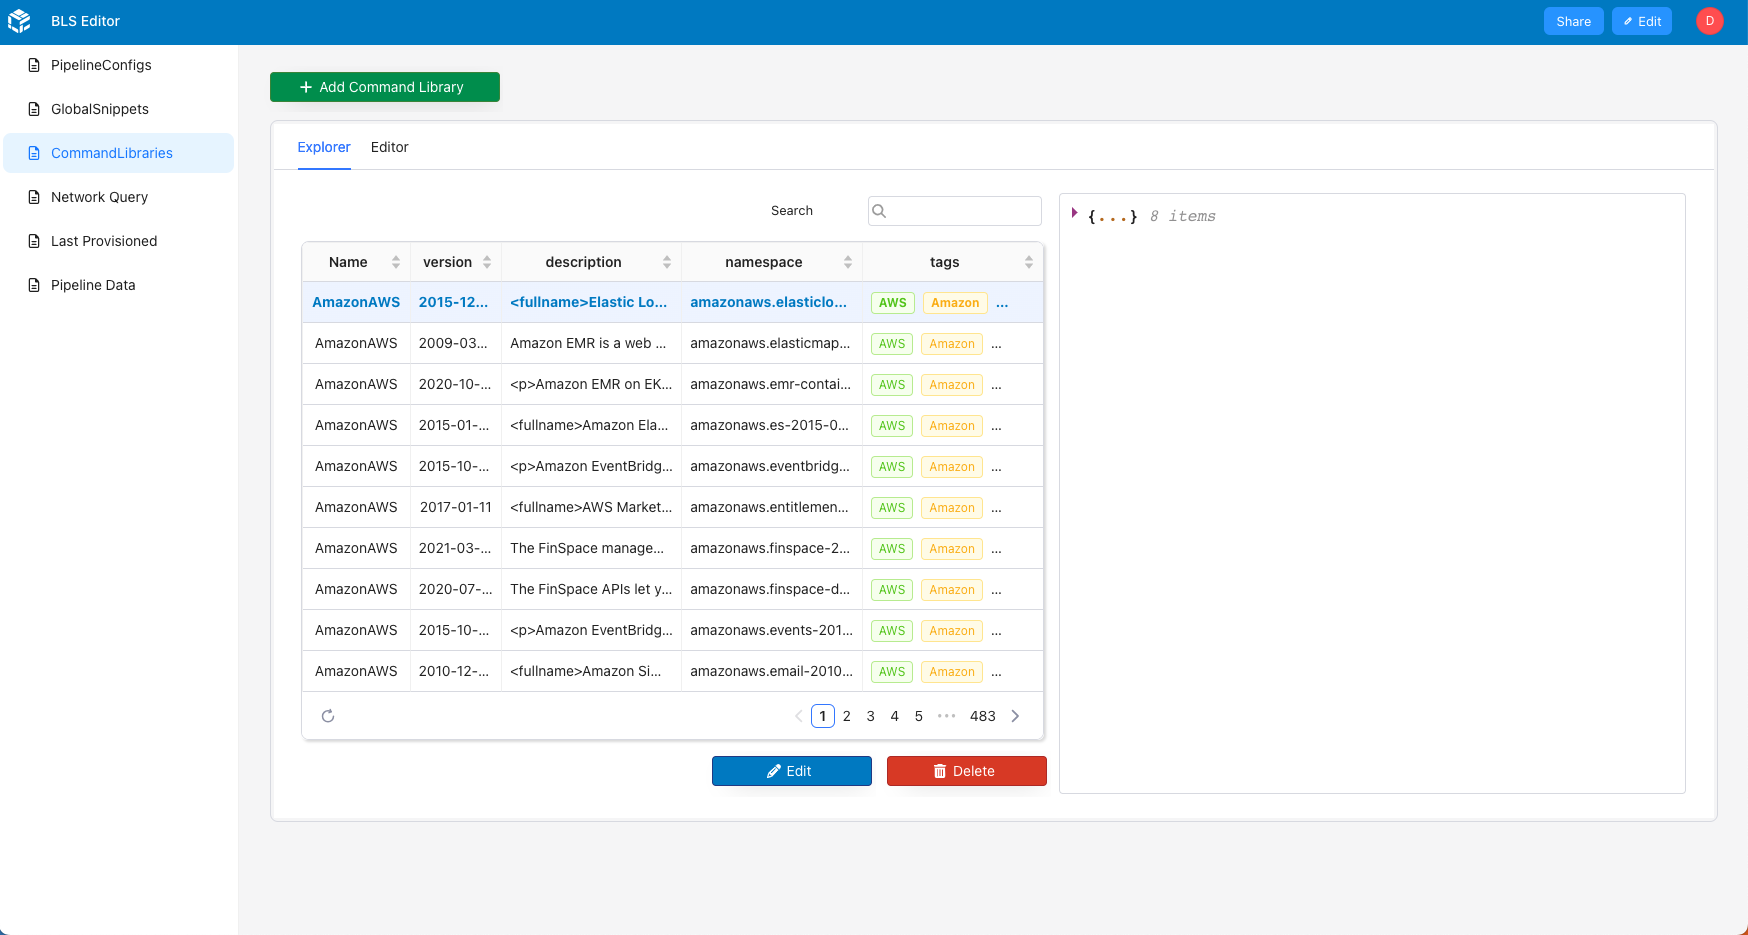 BLS Editor
Share
Edit
D
PipelineConfigs
GlobalSnippets
CommandLibraries
Network Query
Last Provisioned
Pipeline Data
+ Add Command Library
Explorer Editor
Search
{...} 8 items
Name version description namespace tags
AmazonAWS 2015-12... <fullname>Elastic Lo... amazonaws.elasticlo... AWS Amazon ...
AmazonAWS 2009-03... Amazon EMR is a web ... amazonaws.elasticmap... AWS Amazon ...
AmazonAWS 2020-10-... <p>Amazon EMR on EK... amazonaws.emr-contai... AWS Amazon ...
AmazonAWS 2015-01-... <fullname>Amazon Ela... amazonaws.es-2015-0... AWS Amazon ...
AmazonAWS 2015-10-... <p>Amazon EventBridg... amazonaws.eventbridg... AWS Amazon ...
AmazonAWS 2017-01-11 <fullname>AWS Market... amazonaws.entitlemen... AWS Amazon ...
AmazonAWS 2021-03-... The FinSpace manage... amazonaws.finspace-2... AWS Amazon ...
AmazonAWS 2020-07-... The FinSpace APIs let y... amazonaws.finspace-d... AWS Amazon ...
AmazonAWS 2015-10-... <p>Amazon EventBridg... amazonaws.events-201... AWS Amazon ...
AmazonAWS 2010-12-... <fullname>Amazon Si... amazonaws.email-2010... AWS Amazon ...
1 2 3 4 5 ••• 483
Edit
Delete